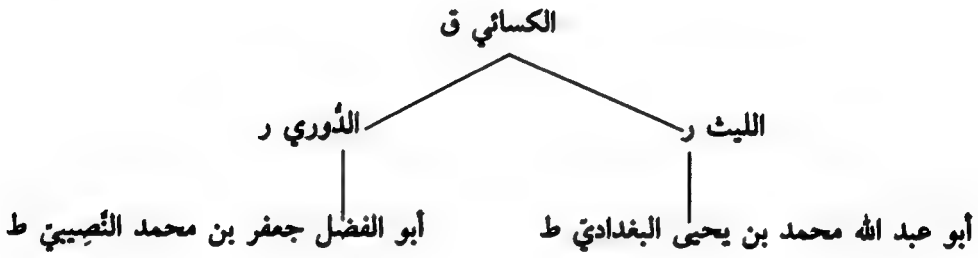 الكسائي ق
الليث ر
الدُّوري ر
أبو عبد الله محمد بن يحيى البغداديّ ط
أبو الفضل جعفر بن محمد النَّصِيبيّ ط